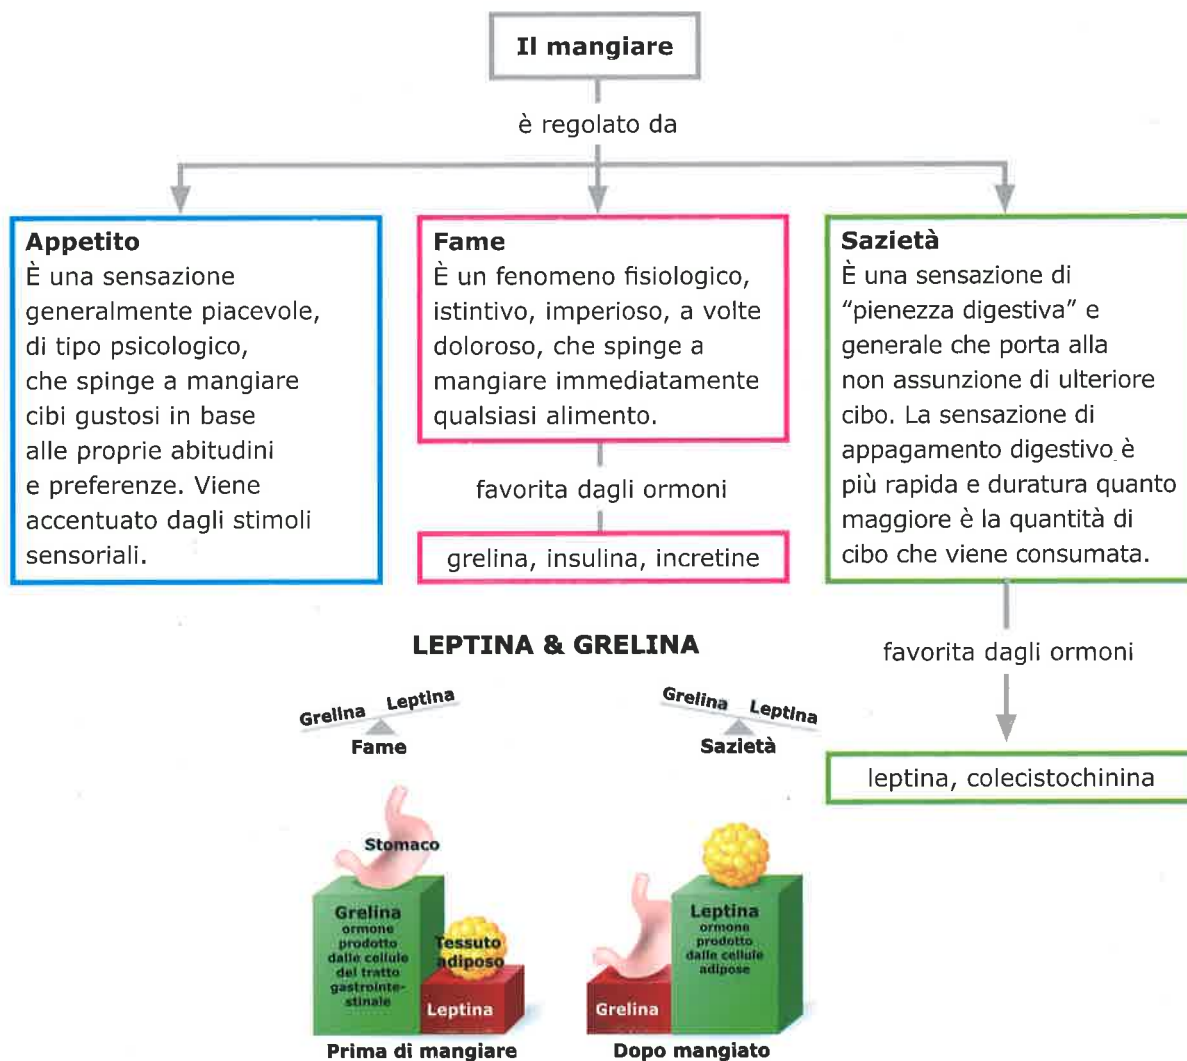 Il mangiare
è regolato da
Appetito
È una sensazione
generalmente piacevole,
di tipo psicologico,
che spinge a mangiare
cibi gustosi in base
alle proprie abitudini
e preferenze. Viene
accentuato dagli stimoli
sensoriali.
Fame
È un fenomeno fisiologico,
istintivo, imperioso, a volte
doloroso, che spinge a
mangiare immediatamente
qualsiasi alimento.
favorita dagli ormoni
grelina, insulina, incretine
Sazietà
È una sensazione di
“pienezza digestiva” e
generale che porta alla
non assunzione di ulteriore
cibo. La sensazione di
appagamento digestivo è
più rapida e duratura quanto
maggiore è la quantità di
cibo che viene consumata.
favorita dagli ormoni
leptina, colecistochinina
LEPTINA & GRELINA
Grelina Leptina
Fame
Stomaco
Grelina
ormone
prodotto
dalle cellule
del tratto
gastrointe-
stinale
Tessuto
adiposo
Leptina
Prima di mangiare
Grelina Leptina
Sazietà
Leptina
ormone
prodotto
dalle cellule
adipose
Grelina
Dopo mangiato